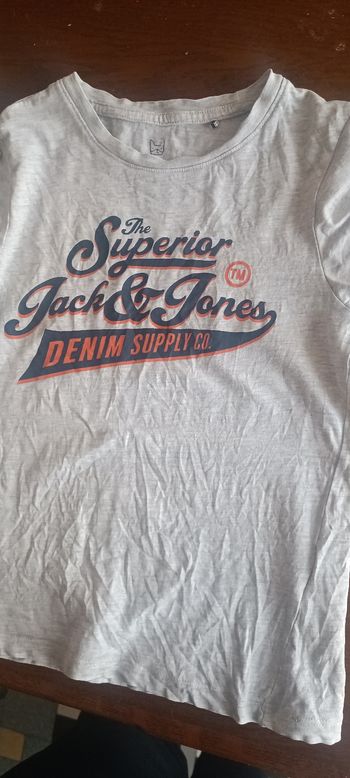 The
Superior
TM
Jack & Jones
DENIM SUPPLY CO.